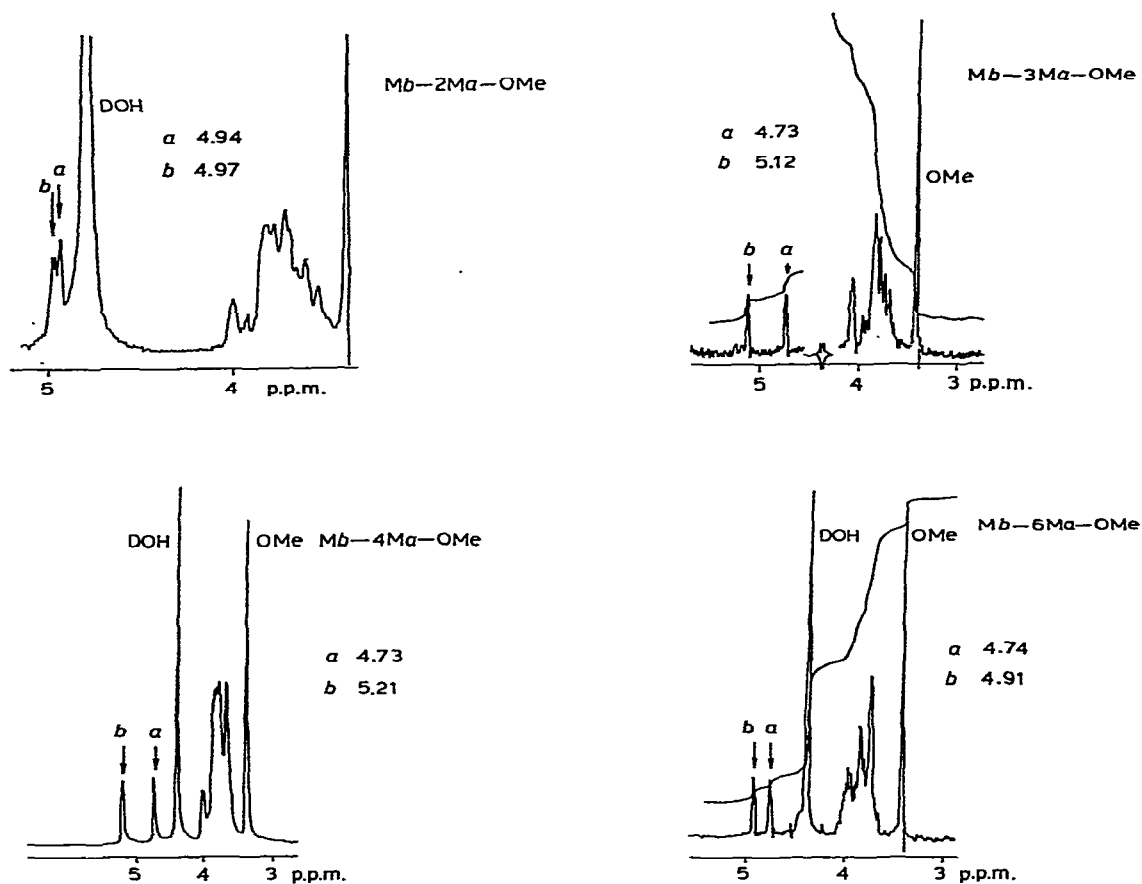 Mb—2Ma—OMe
DOH
a 4.94
b 4.97
b a
5 4 p.p.m.
Mb—3Ma—OMe
a 4.73
b 5.12
OMe
b a
5 4 3 p.p.m.
DOH OMe Mb—4Ma—OMe
a 4.73
b 5.21
b a
5 4 3 p.p.m.
DOH OMe Mb—6Ma—OMe
a 4.74
b 4.91
b a
5 4 3 p.p.m.